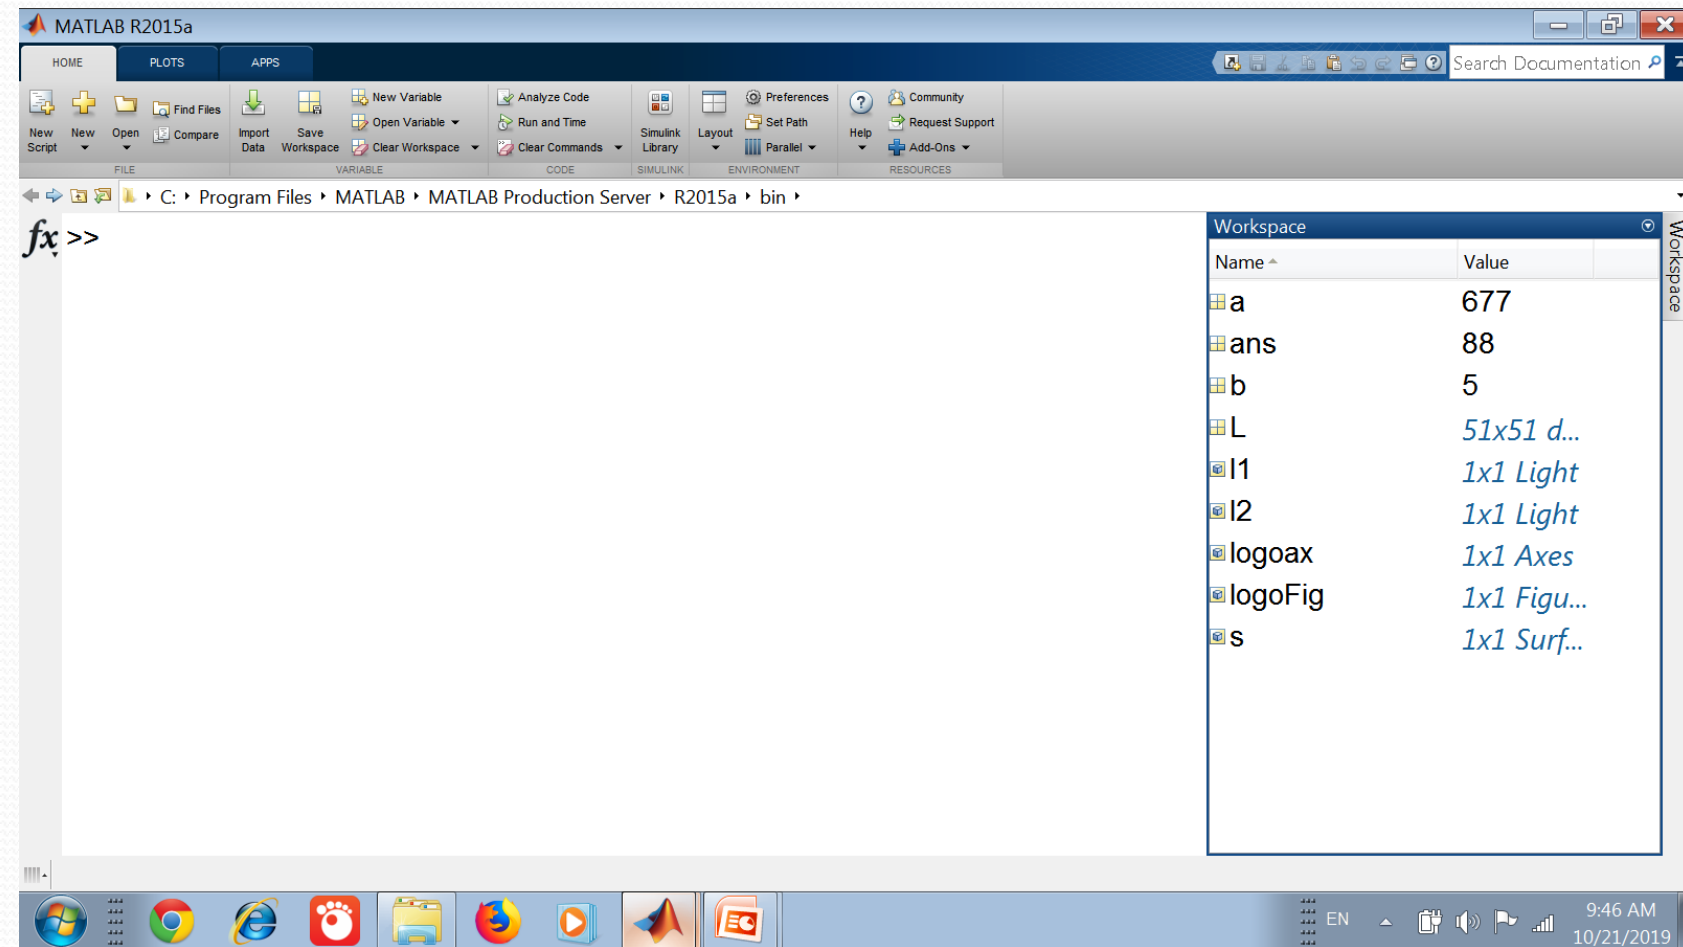 MATLAB R2015a
HOME PLOTS APPS
Search Documentation
New Script
New
Open
Find Files
Compare
Import Data
Save Workspace
New Variable
Open Variable
Clear Workspace
Analyze Code
Run and Time
Clear Commands
Simulink Library
Layout
Preferences
Set Path
Parallel
Help
Community
Request Support
Add-Ons
FILE VARIABLE CODE SIMULINK ENVIRONMENT RESOURCES
C: Program Files MATLAB MATLAB Production Server R2015a bin
fx >>
Workspace
Workspace
Name Value
a 677
ans 88
b 5
L 51x51 d...
l1 1x1 Light
l2 1x1 Light
logoax 1x1 Axes
logoFig 1x1 Figu...
s 1x1 Surf...
EN
9:46 AM
10/21/2019